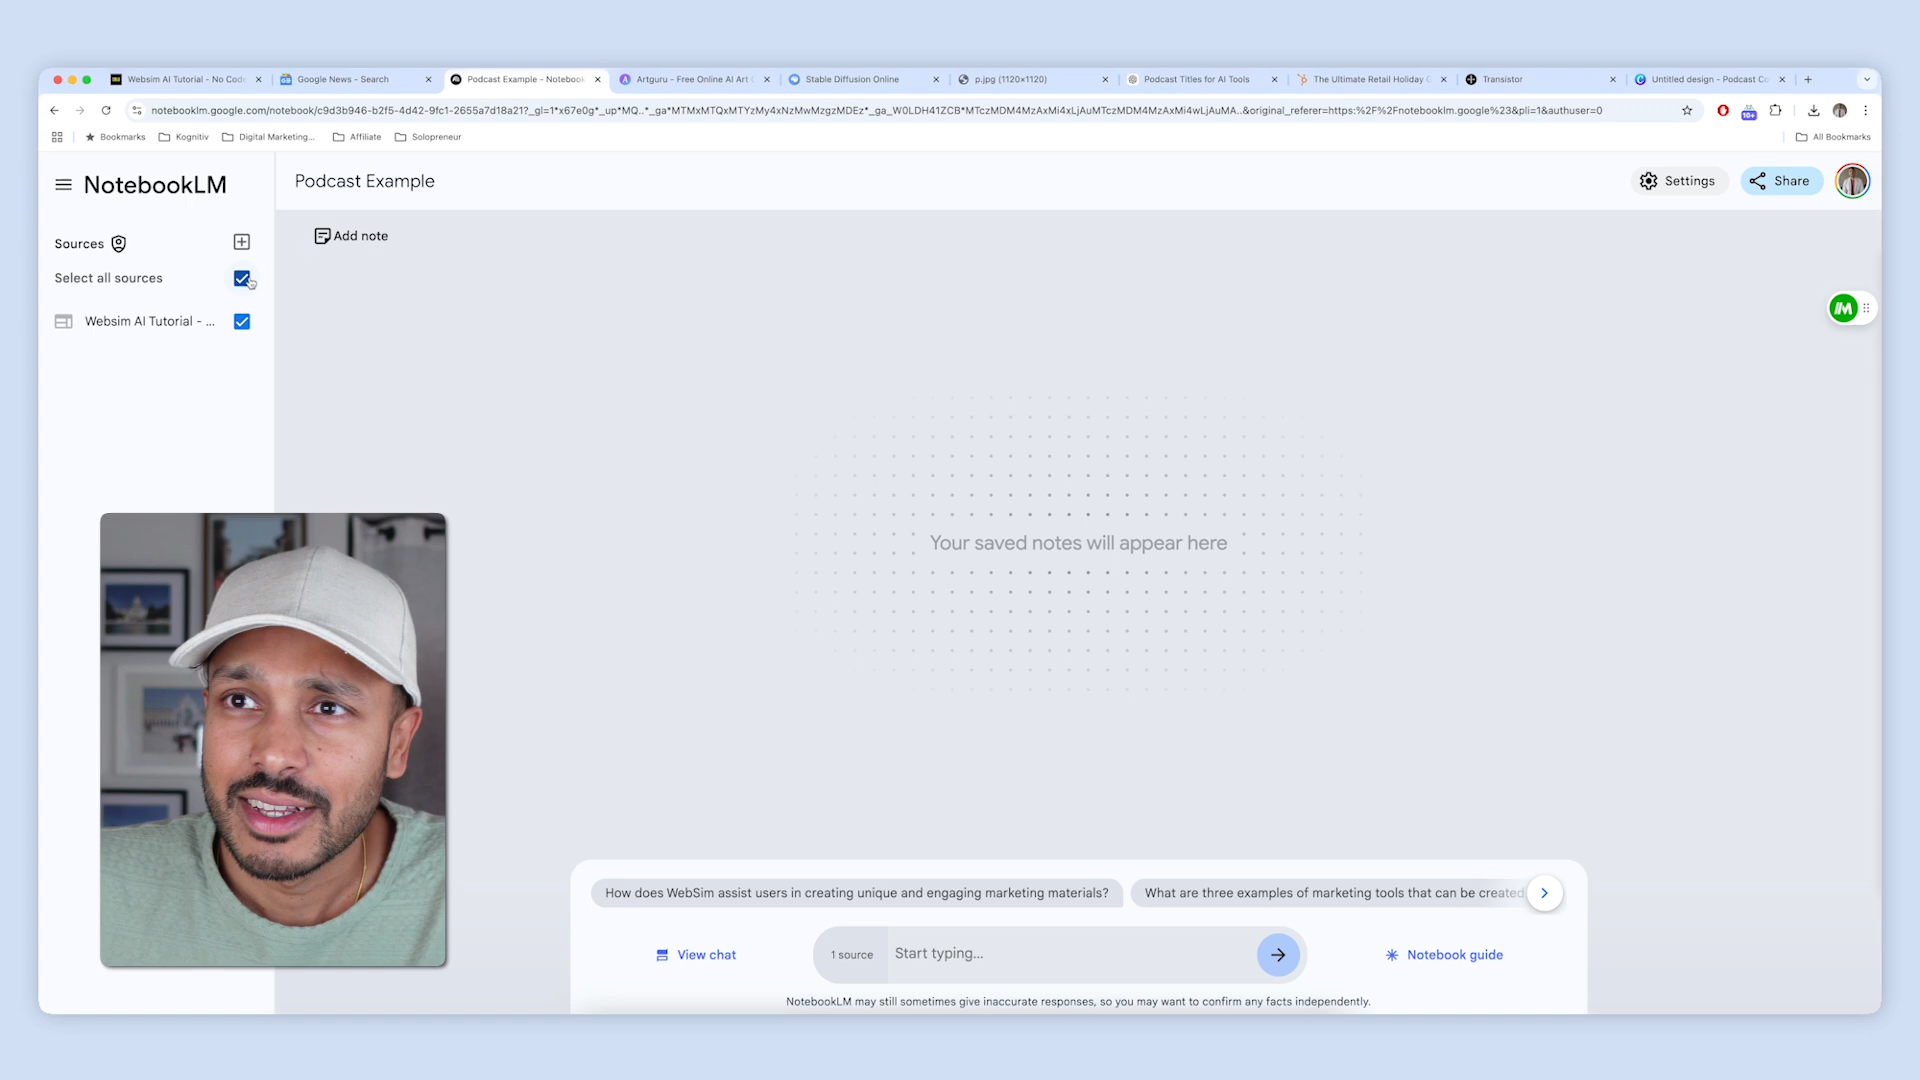 Websim AI Tutorial - No Code
Google News - Search
Podcast Example - Notebook
Artguru - Free Online AI Art
Stable Diffusion Online
p.jpg (1120×1120)
Podcast Titles for AI Tools
The Ultimate Retail Holiday
Transistor
Untitled design - Podcast Co
notebooklm.google.com/notebook/c9d3b946-b2f5-4d42-9fc1-2655a7d18a21?_gl=1*x67e0g*_up*MQ..*_ga*MTMxMTQxMTYzMy4xNzMwMzgzMDEz*_ga_W0LDH41ZCB*MTczMDM4MzAxMi4xLjAuMTczMDM4MzAxMi4wLjAuMA..&original_referer=https:%2F%2Fnotebooklm.google%23&pli=1&authuser=0
10+
Bookmarks
Kognitiv
Digital Marketing...
Affiliate
Solopreneur
All Bookmarks
NotebookLM
Podcast Example
Settings
Share
Sources
Add note
Select all sources
Websim AI Tutorial - ...
Your saved notes will appear here
How does WebSim assist users in creating unique and engaging marketing materials?
What are three examples of marketing tools that can be created
View chat
1 source
Start typing...
Notebook guide
NotebookLM may still sometimes give inaccurate responses, so you may want to confirm any facts independently.